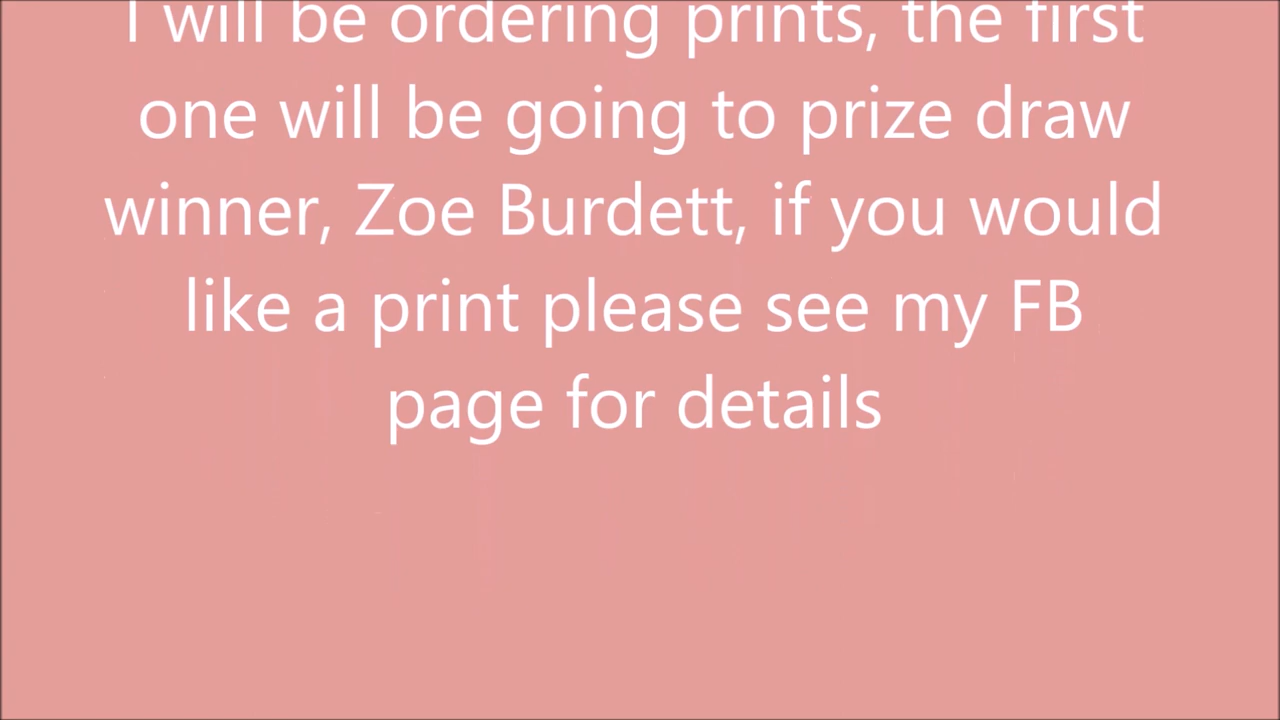 I will be ordering prints, the first
one will be going to prize draw
winner, Zoe Burdett, if you would
like a print please see my FB
page for details